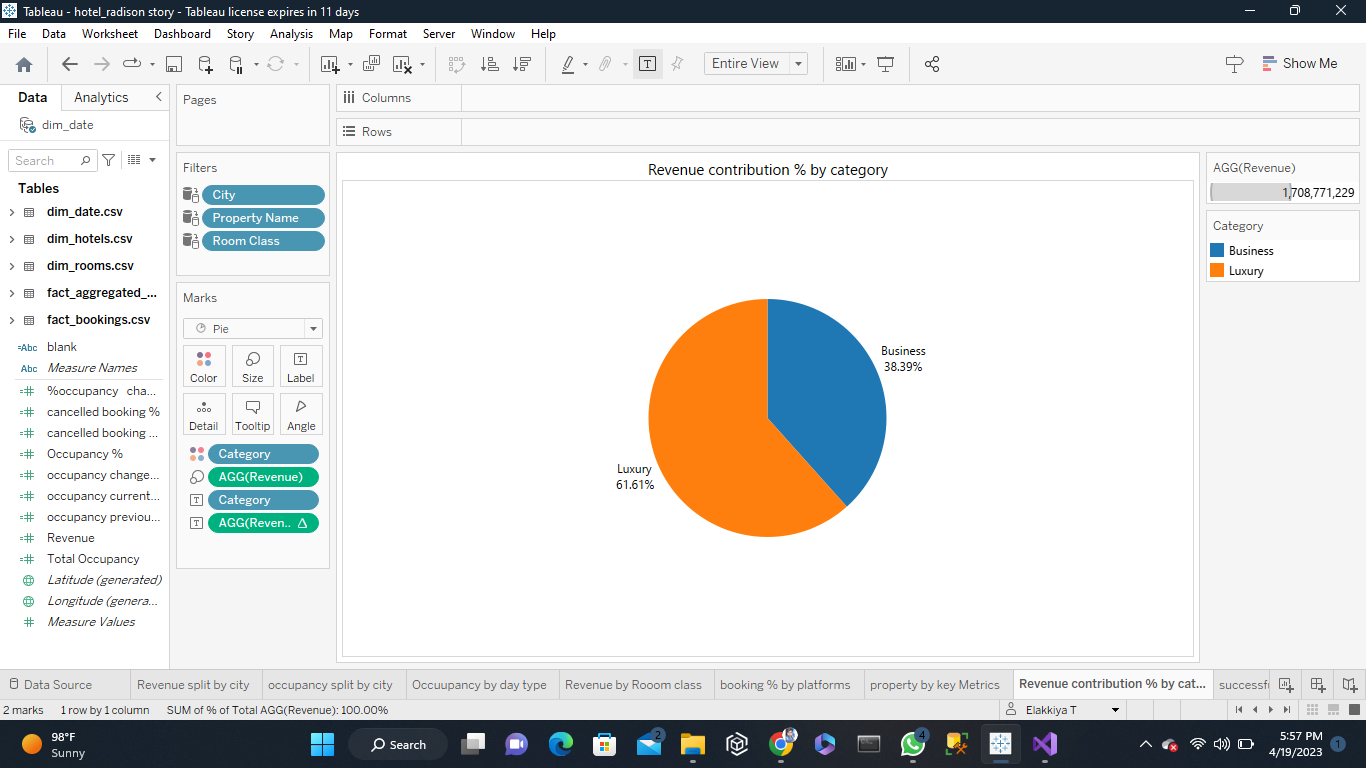 Tableau - hotel_radison story - Tableau license expires in 11 days
File Data Worksheet Dashboard Story Analysis Map Format Server Window Help
Entire View
Show Me
Data Analytics
dim_date
Search
Tables
dim_date.csv
dim_hotels.csv
dim_rooms.csv
fact_aggregated_...
fact_bookings.csv
=Abc blank
Abc Measure Names
%occupancy cha...
cancelled booking %
cancelled booking ...
Occupancy %
occupancy change...
occupancy current...
occupancy previou...
Revenue
Total Occupancy
Latitude (generated)
Longitude (genera...
Measure Values
Pages
Filters
City
Property Name
Room Class
Marks
Pie
Color Size Label
Detail Tooltip Angle
Category
AGG(Revenue)
Category
AGG(Reven..
Columns
Rows
Revenue contribution % by category
Business
38.39%
Luxury
61.61%
AGG(Revenue)
1,708,771,229
Category
Business
Luxury
Data Source Revenue split by city occupancy split by city Occuupancy by day type Revenue by Rooom class booking % by platforms property by key Metrics Revenue contribution % by cat... successf
2 marks 1 row by 1 column SUM of % of Total AGG(Revenue): 100.00% Elakkiya T
98°F
Sunny
Search
2
4
5:57 PM
4/19/2023
1